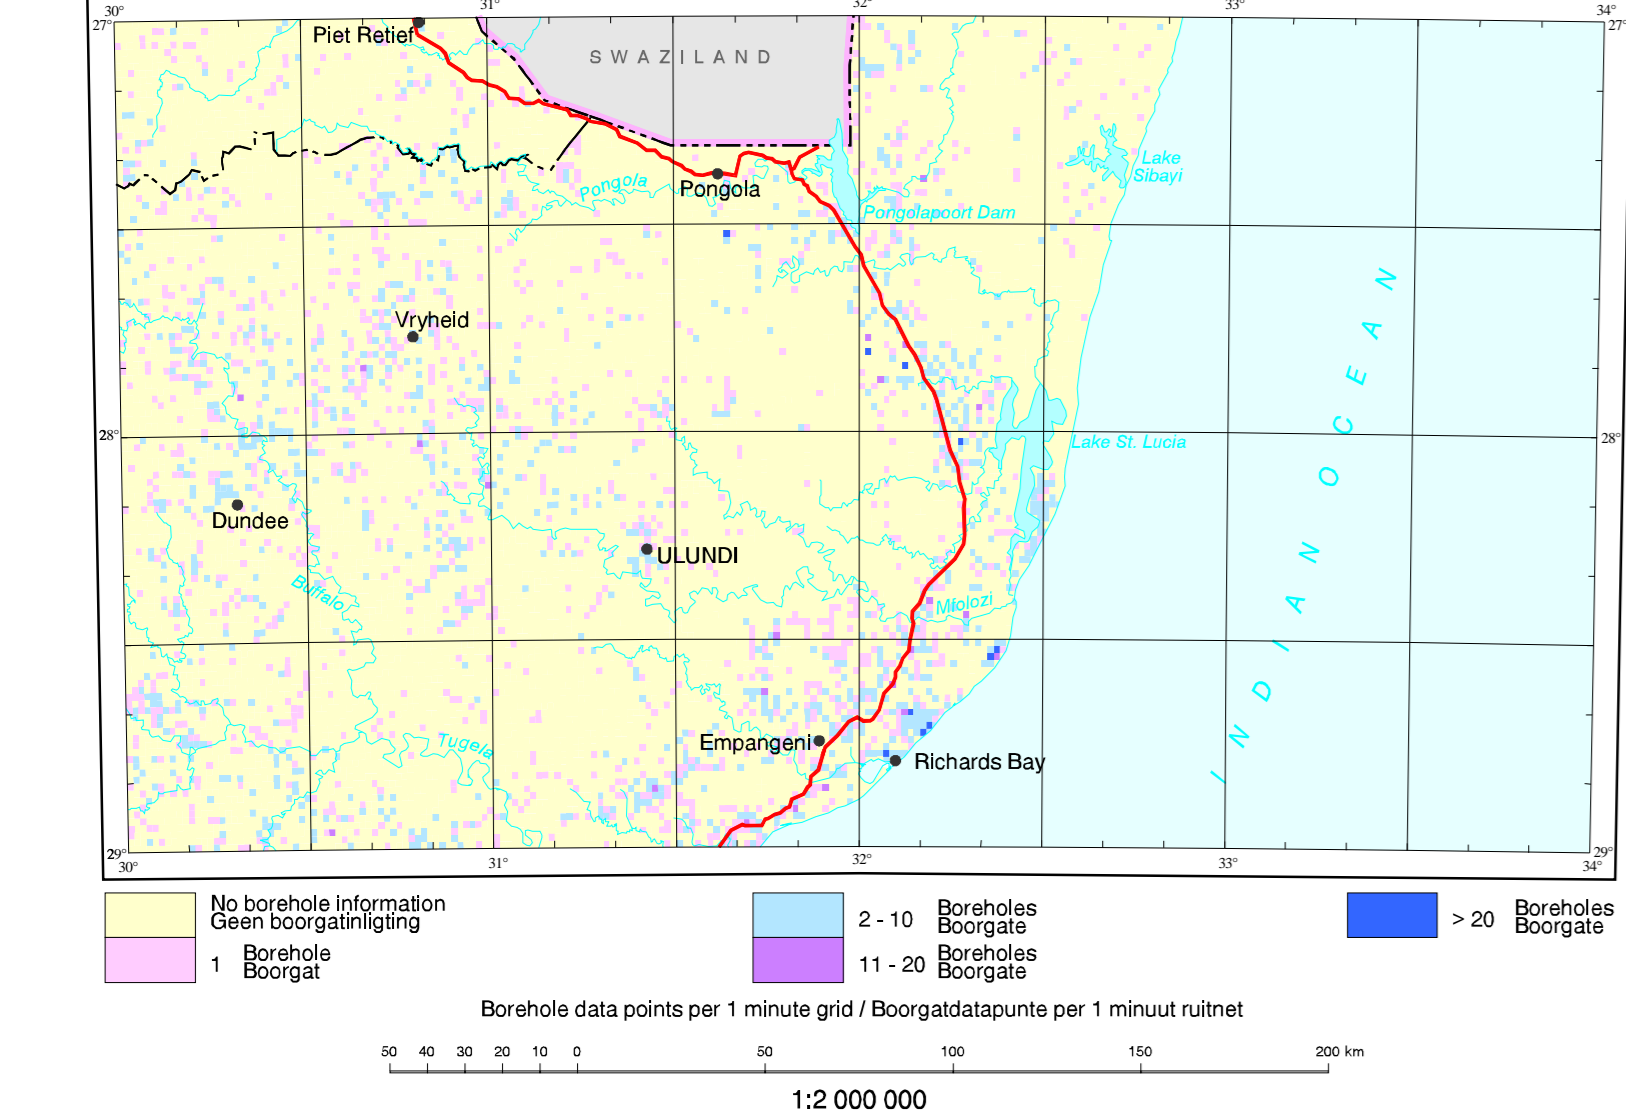 30° 31° 32° 33° 34°
27° 27°
Piet Retief
SWAZILAND
Lake
Sibayi
Pongola
Pongola
Pongolapoort Dam
Vryheid
28° 28°
Lake St. Lucia
Dundee
ULUNDI
Buffalo
Mfolozi
INDIAN OCEAN
Tugela
Empangeni
Richards Bay
29° 29°
30° 31° 32° 33° 34°
No borehole information
Geen boorgatinligting
1 Borehole
Boorgat
2 - 10 Boreholes
Boorgate
11 - 20 Boreholes
Boorgate
> 20 Boreholes
Boorgate
Borehole data points per 1 minute grid / Boorgatdatapunte per 1 minuut ruitnet
50 40 30 20 10 0 50 100 150 200 km
1:2 000 000